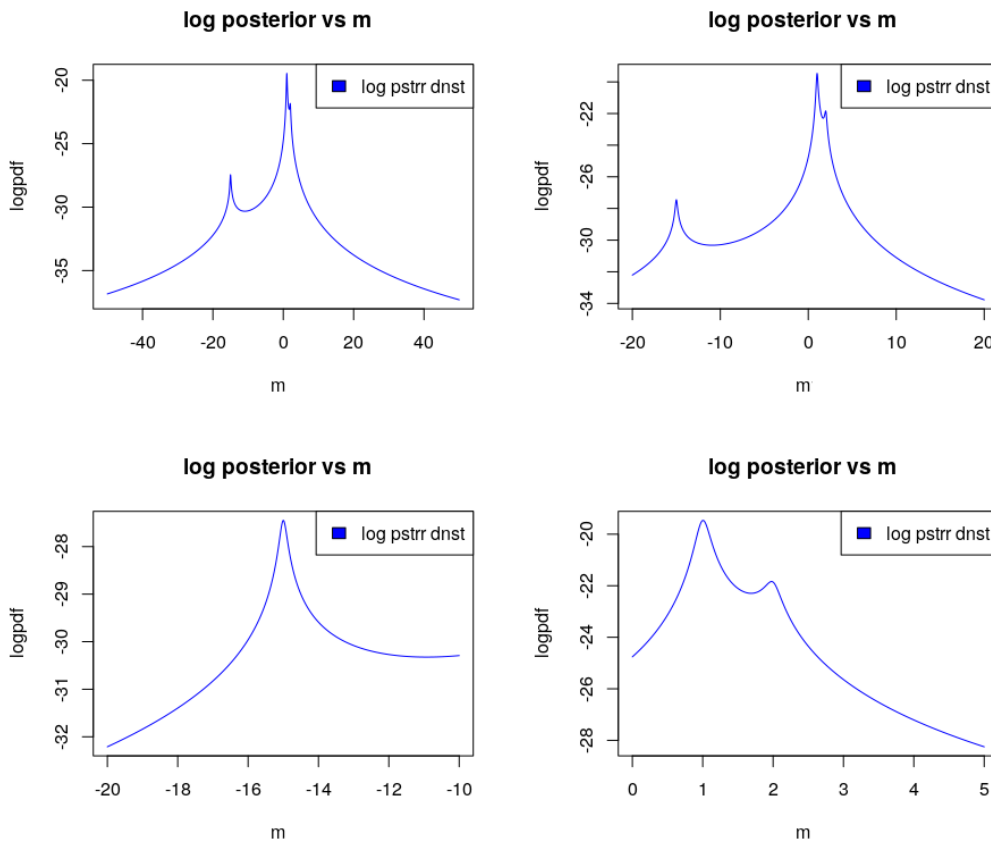 log posterior vs m
log pstrr dnst
-20
-25
-30
-35
logpdf
-40 -20 0 20 40
m
log posterior vs m
log pstrr dnst
-22
-26
-30
-34
logpdf
-20 -10 0 10 20
m
log posterior vs m
log pstrr dnst
-28
-29
-30
-31
-32
logpdf
-20 -18 -16 -14 -12 -10
m
log posterior vs m
log pstrr dnst
-20
-22
-24
-26
-28
logpdf
0 1 2 3 4 5
m